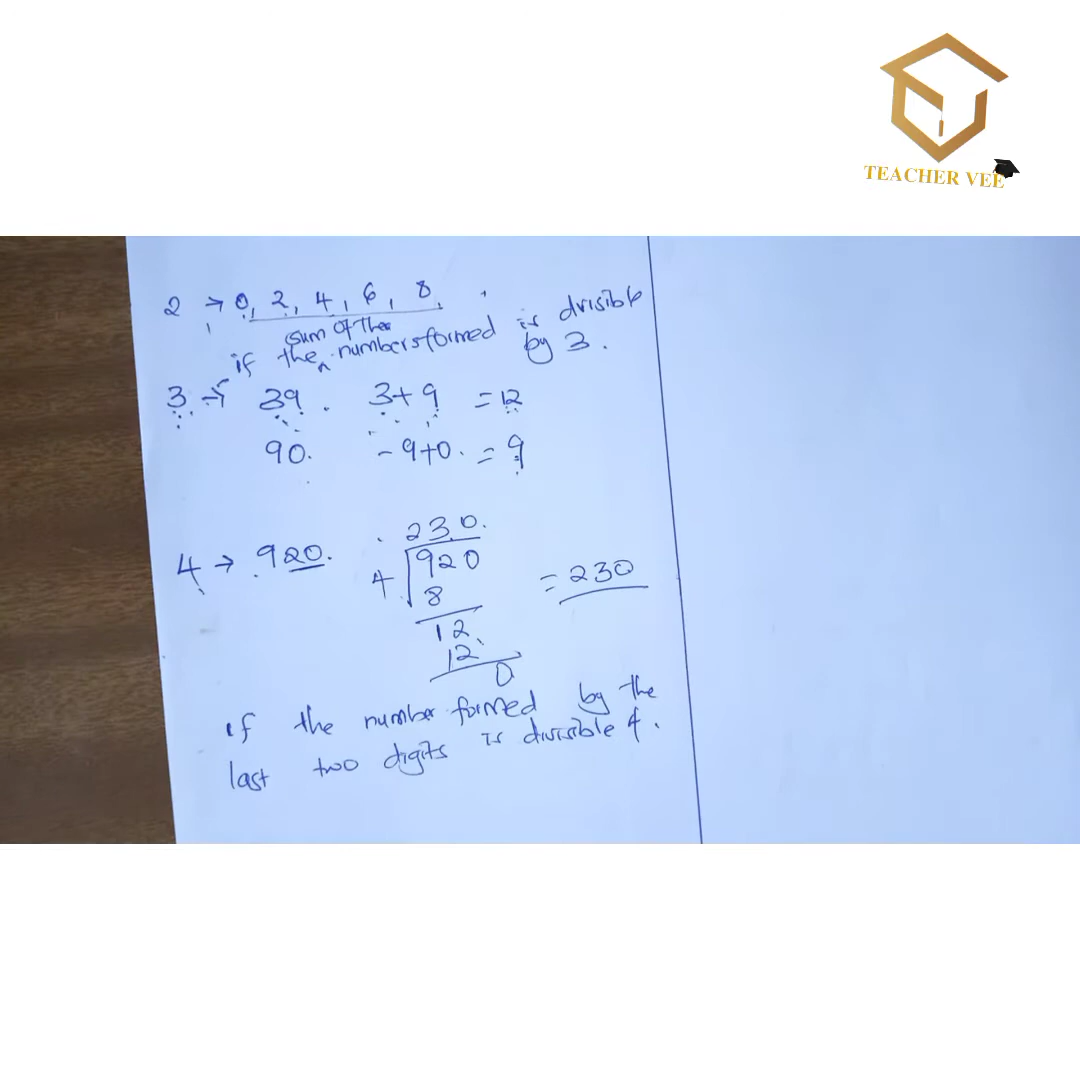 TEACHER VEE
2 → 0, 2, 4, 6, 8.
sum of the
if the ^ numbers formed is divisible
by 3.
3 → 39. 3+9 = 12
90. - 9+0. = 9
230.
4 → 920. 4 920 = 230
8
12
12
0
if the number formed by the
last two digits is divisible 4.